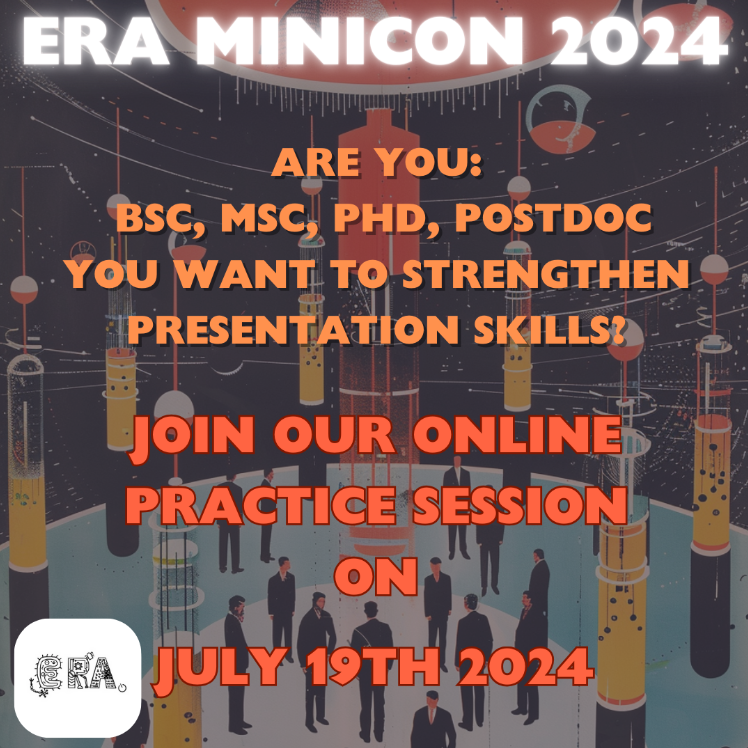 ERA MINICON 2024
ARE YOU:
BSC, MSC, PHD, POSTDOC
YOU WANT TO STRENGTHEN
PRESENTATION SKILLS?
JOIN OUR ONLINE
PRACTICE SESSION
ON
JULY 19TH 2024
ERA.